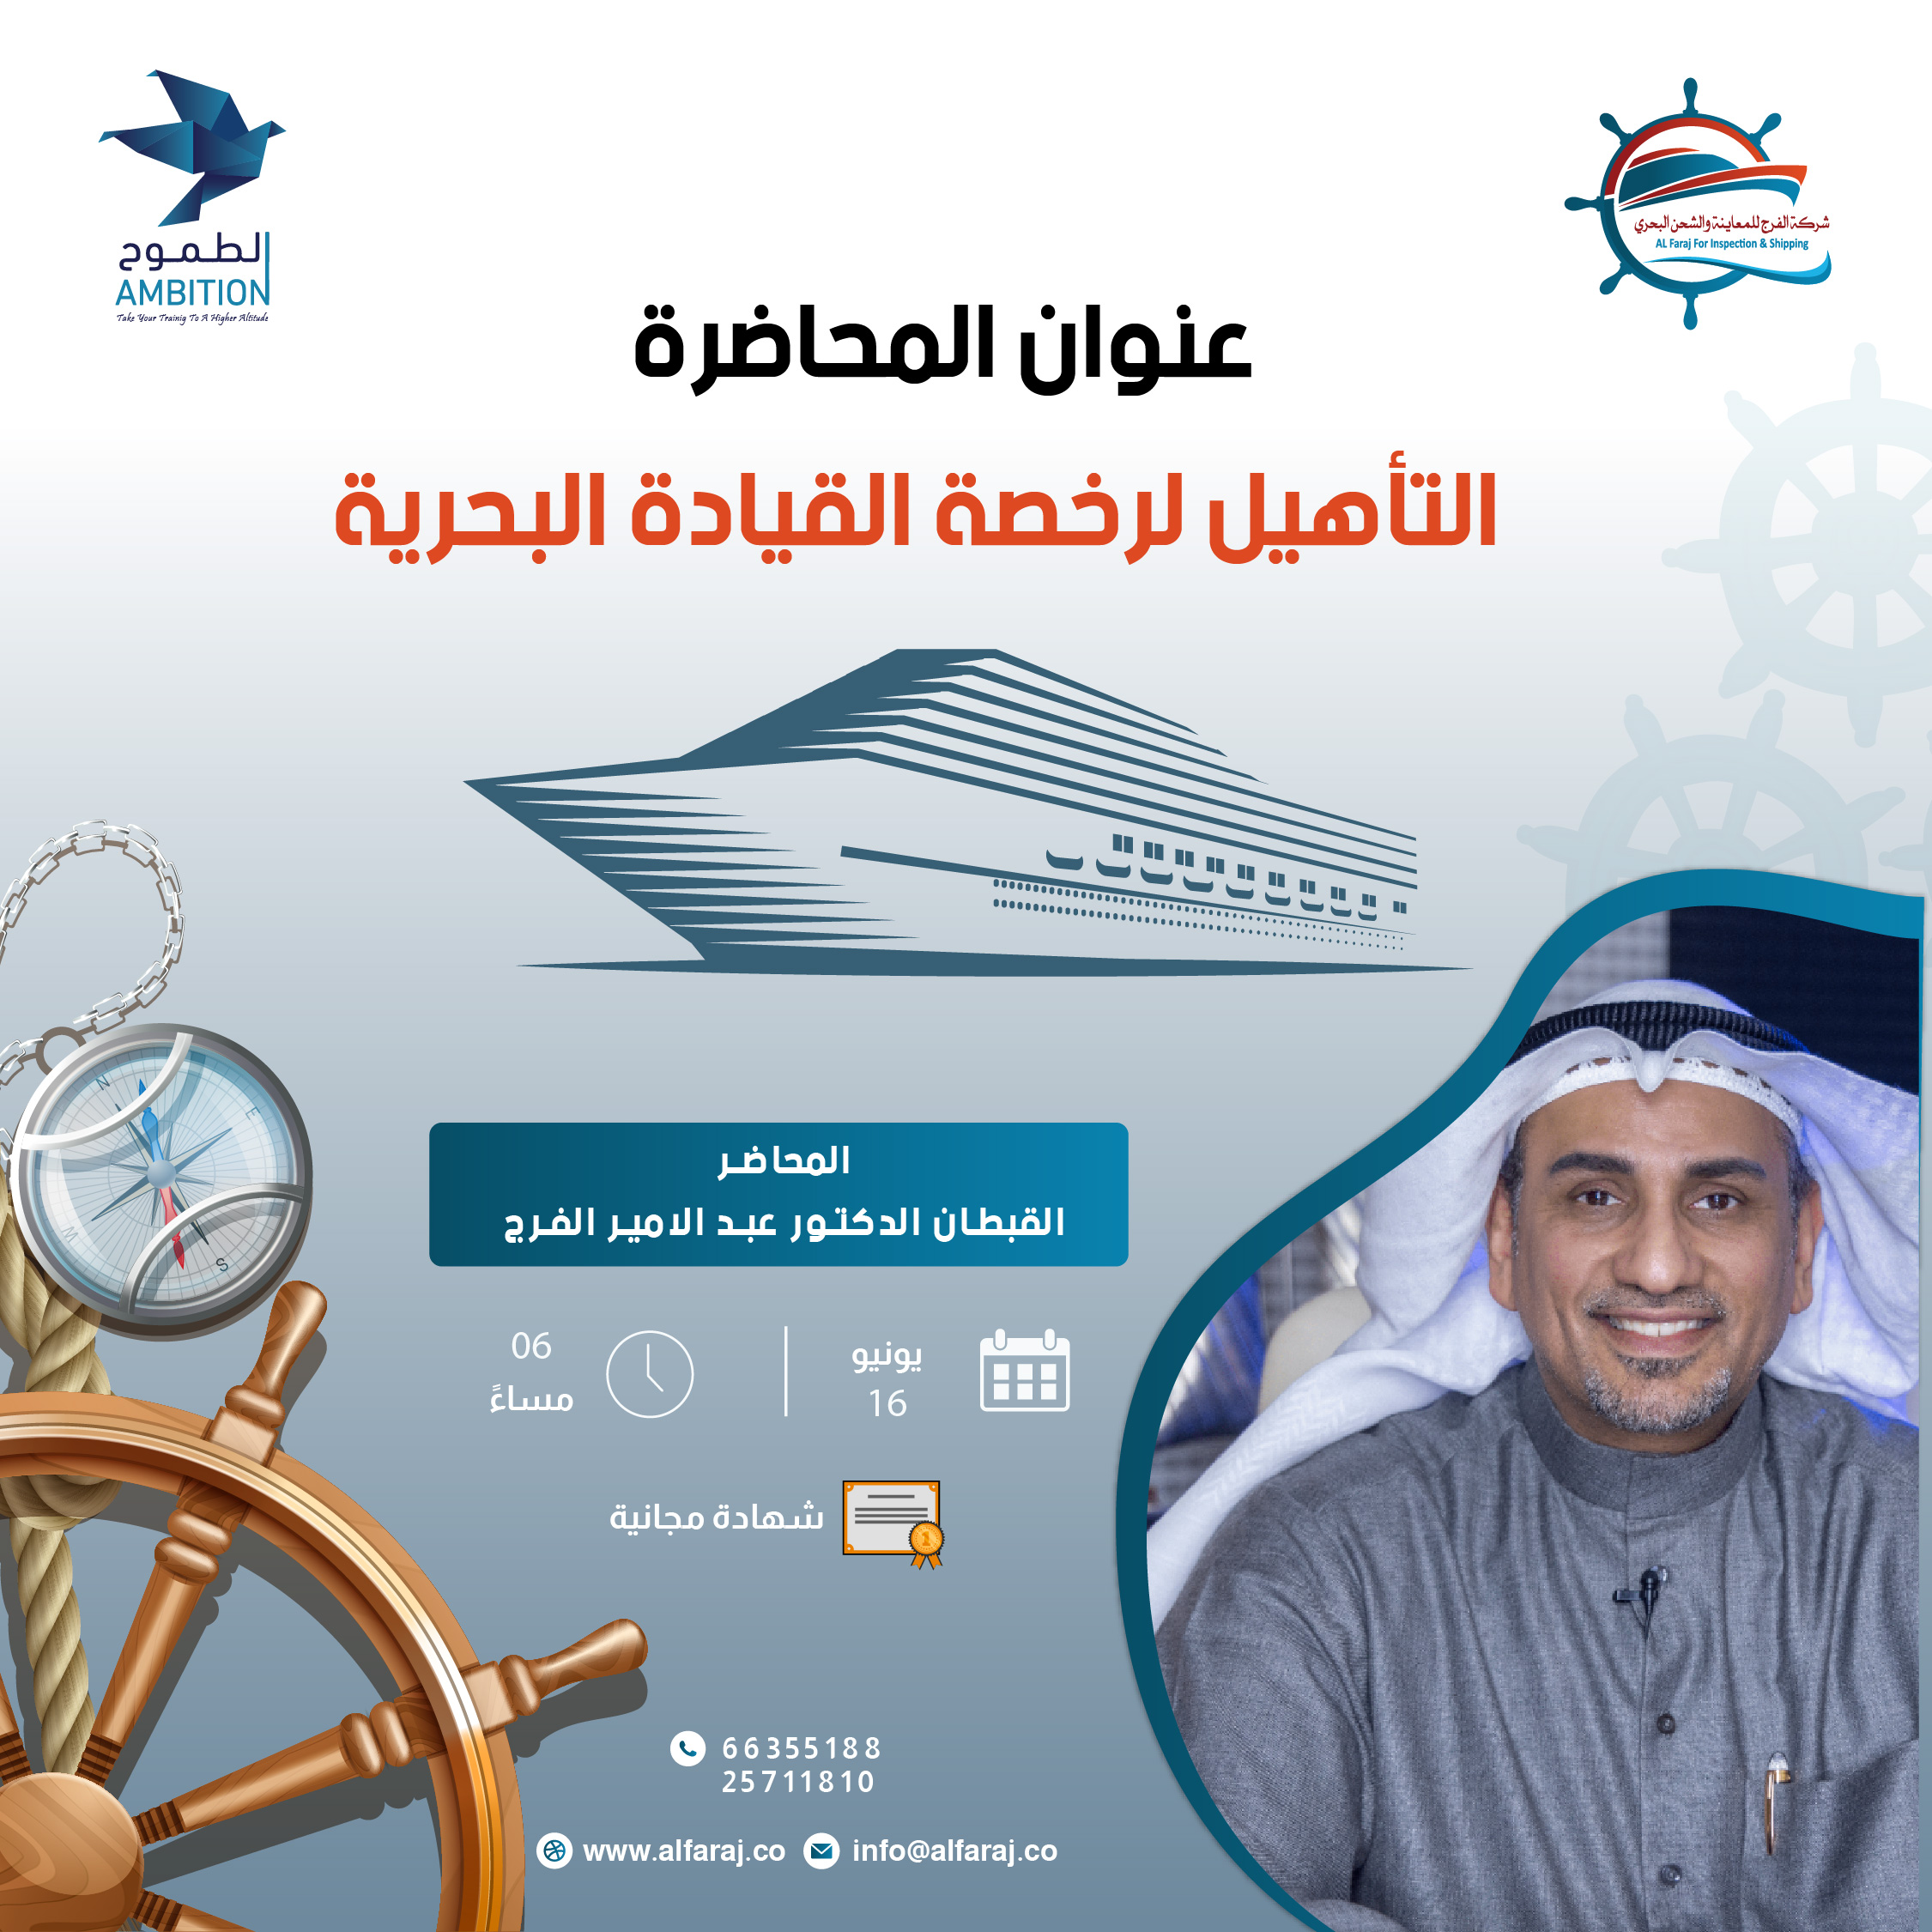 الطموح
AMBITION
Take Your Trainig To A Higher Altitude
شركة الفرج للمعاينة والشحن البحري
AL Faraj For Inspection & Shipping
عنوان المحاضرة
التأهيل لرخصة القيادة البحرية
N
E
W
S
المحاضر
القبطان الدكتور عبد الامير الفرج
يونيو
16
06
مساءً
شهادة مجانية
1
66355188
25711810
www.alfaraj.co info@alfaraj.co